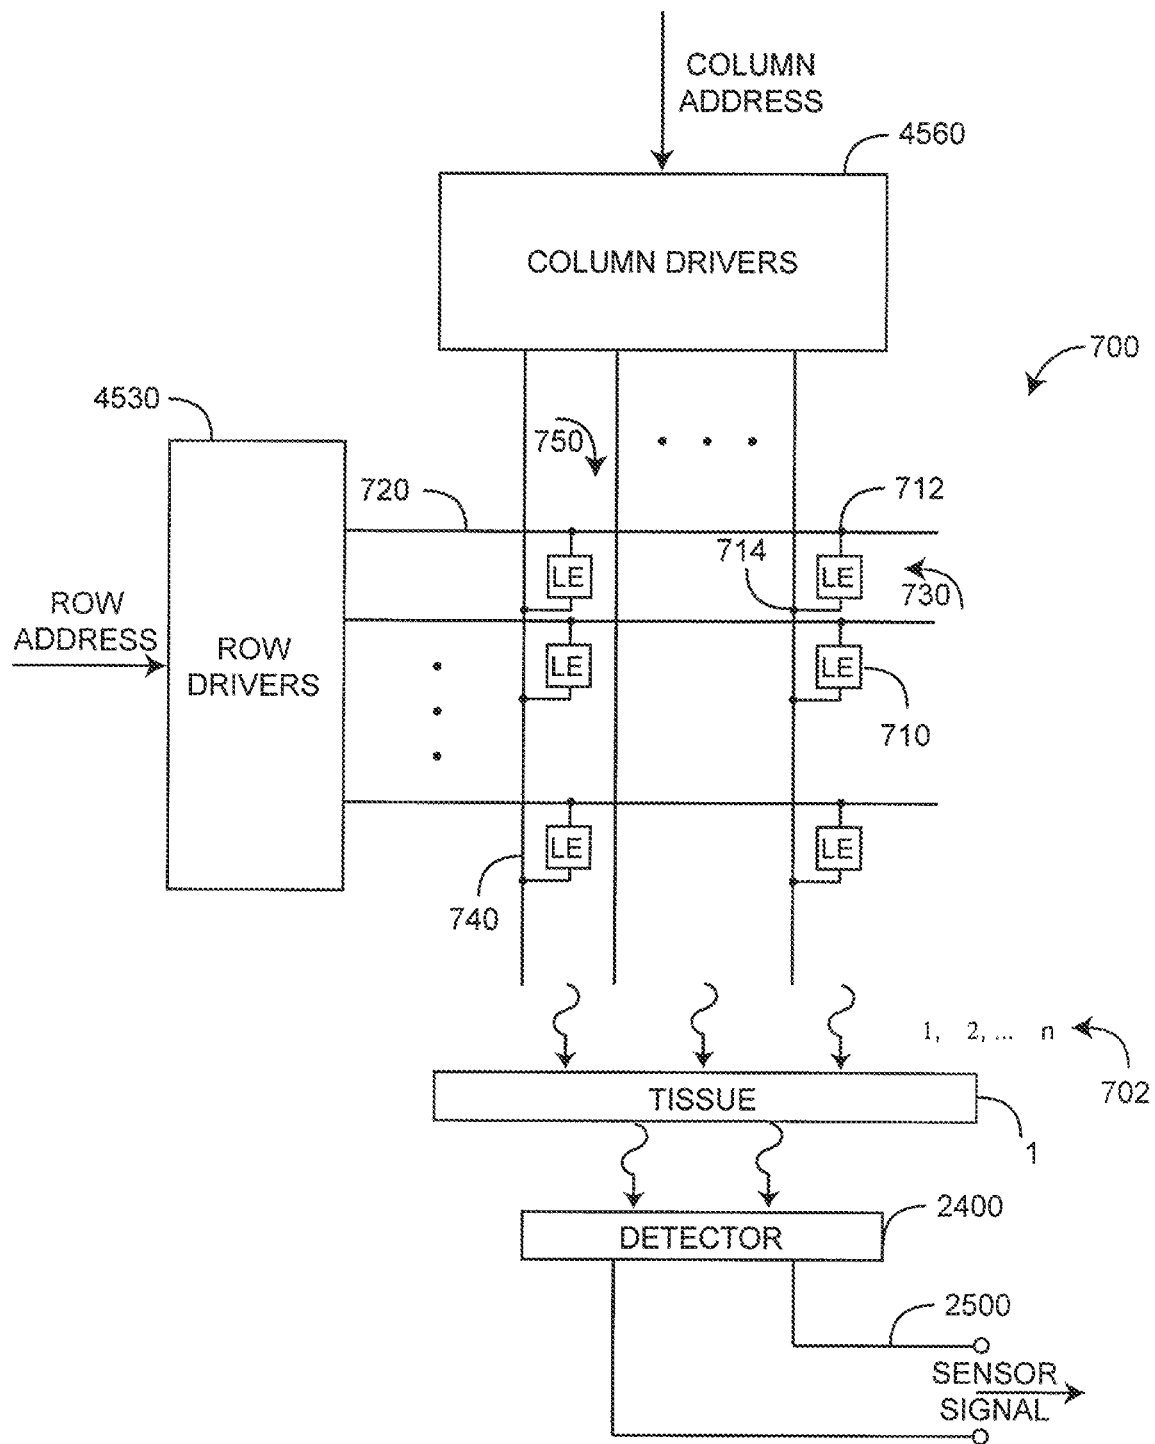 COLUMN
ADDRESS
4560
COLUMN DRIVERS
700
4530
750
720
712
714
LE
LE
730
ROW
ADDRESS
ROW
DRIVERS
LE
LE
710
LE
LE
740
1, 2, ... n
702
TISSUE
1
2400
DETECTOR
2500
SENSOR
SIGNAL